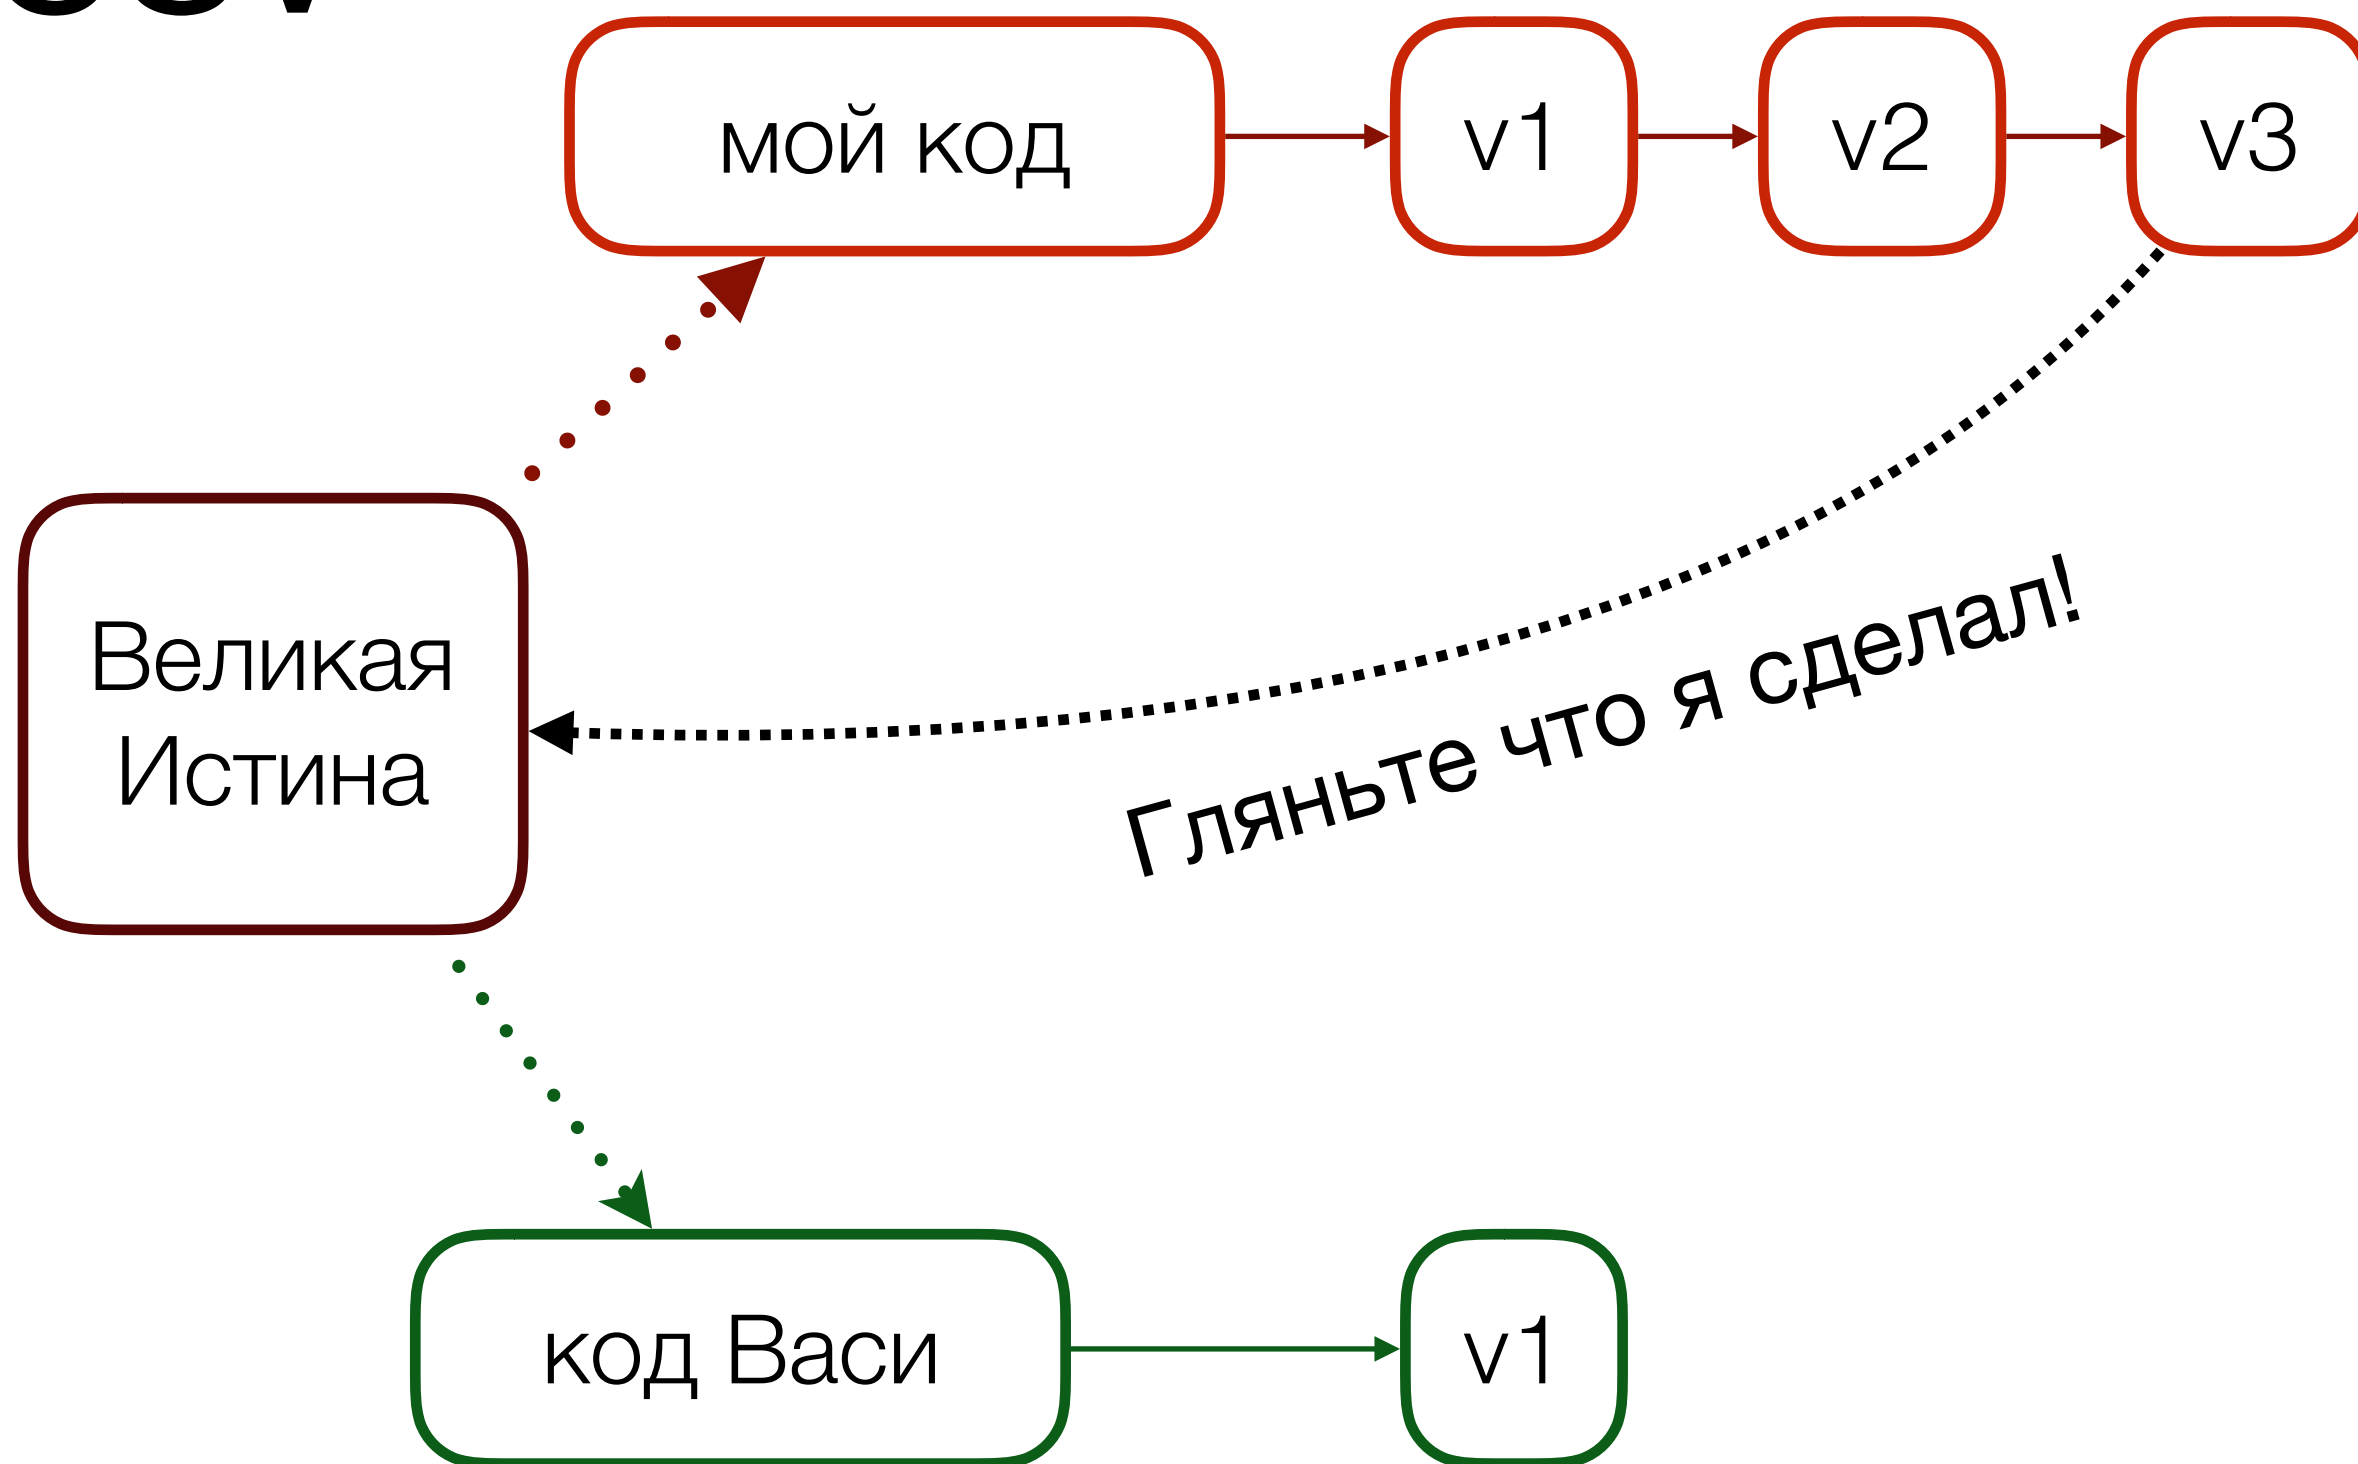 мой код
v1
v2
v3
Великая
Истина
Гляньте что я сделал!
код Васи
v1